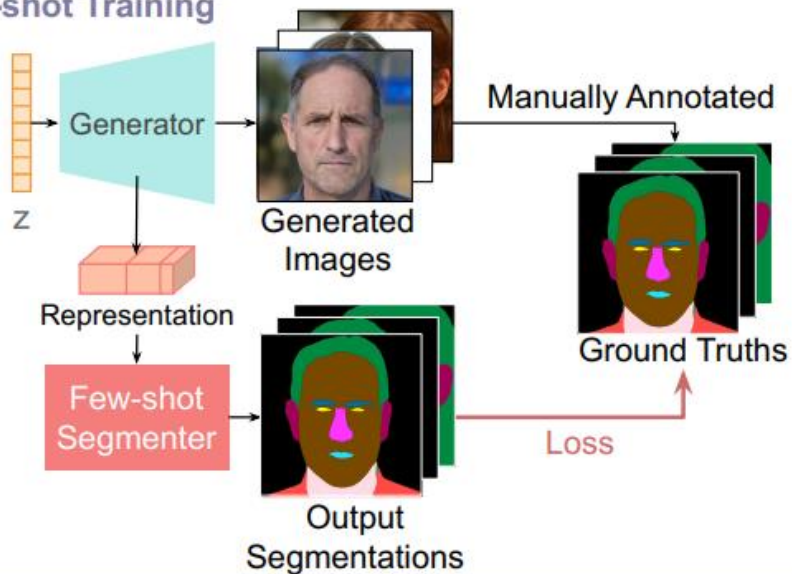 -shot Training
Generator
Manually Annotated
z
Generated
Images
Representation
Ground Truths
Few-shot
Segmenter
Loss
Output
Segmentations